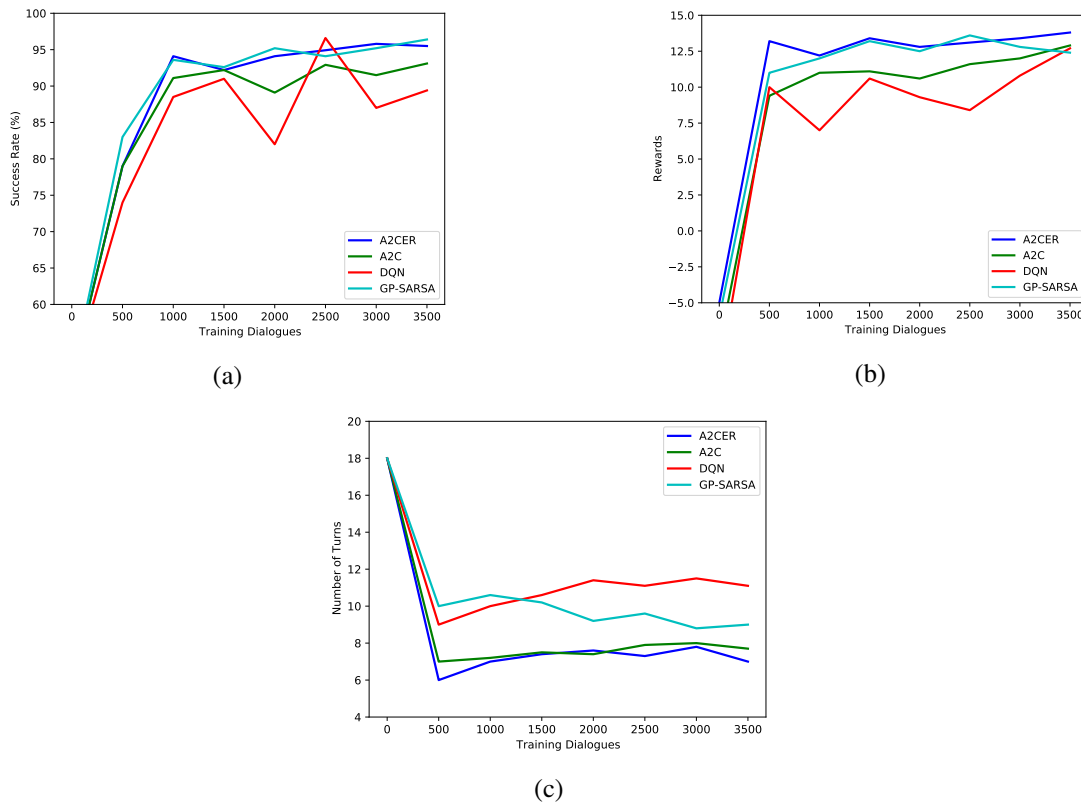 100
95
90
85
80
75
70
65
60
Success Rate (%)
0 500 1000 1500 2000 2500 3000 3500
Training Dialogues
A2CER
A2C
DQN
GP-SARSA
(a)
15.0
12.5
10.0
7.5
5.0
2.5
0.0
−2.5
−5.0
Rewards
0 500 1000 1500 2000 2500 3000 3500
Training Dialogues
A2CER
A2C
DQN
GP-SARSA
(b)
20
18
16
14
12
10
8
6
4
Number of Turns
0 500 1000 1500 2000 2500 3000 3500
Training Dialogues
A2CER
A2C
DQN
GP-SARSA
(c)